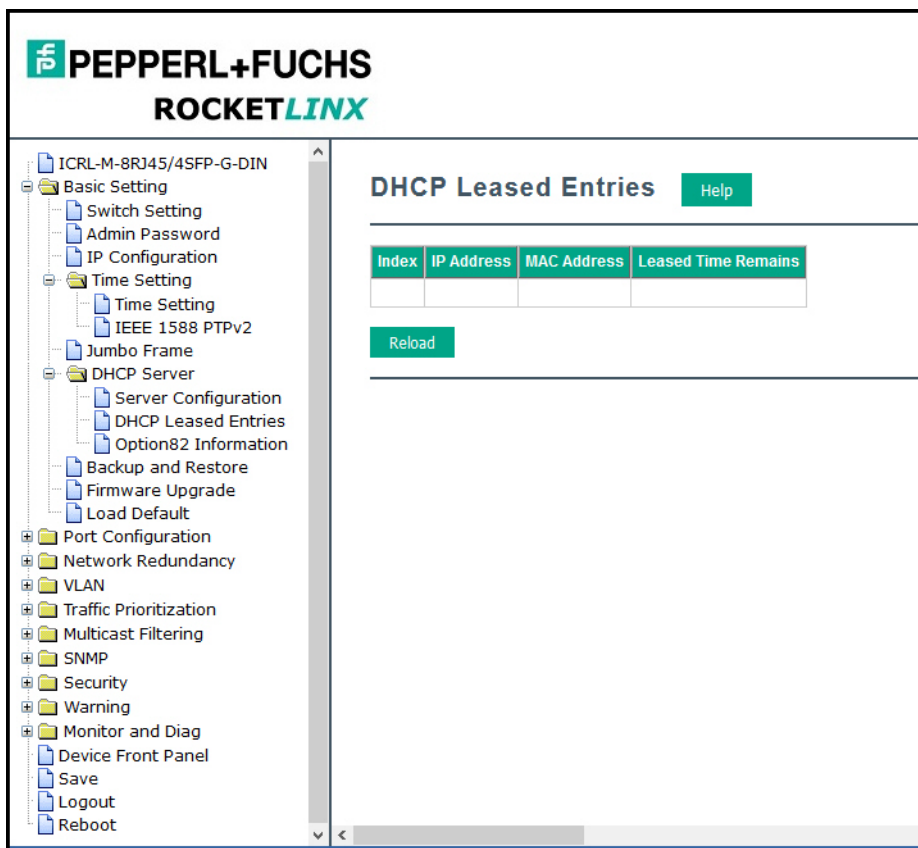 PEPPERL+FUCHS
ROCKETLINX
ICRL-M-8RJ45/4SFP-G-DIN
Basic Setting
Switch Setting
Admin Password
IP Configuration
Time Setting
Time Setting
IEEE 1588 PTPv2
Jumbo Frame
DHCP Server
Server Configuration
DHCP Leased Entries
Option82 Information
Backup and Restore
Firmware Upgrade
Load Default
Port Configuration
Network Redundancy
VLAN
Traffic Prioritization
Multicast Filtering
SNMP
Security
Warning
Monitor and Diag
Device Front Panel
Save
Logout
Reboot
DHCP Leased Entries Help
Index IP Address MAC Address Leased Time Remains
Reload